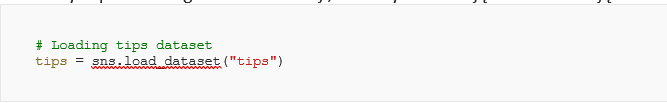 # Loading tips dataset
tips = sns.load_dataset("tips")